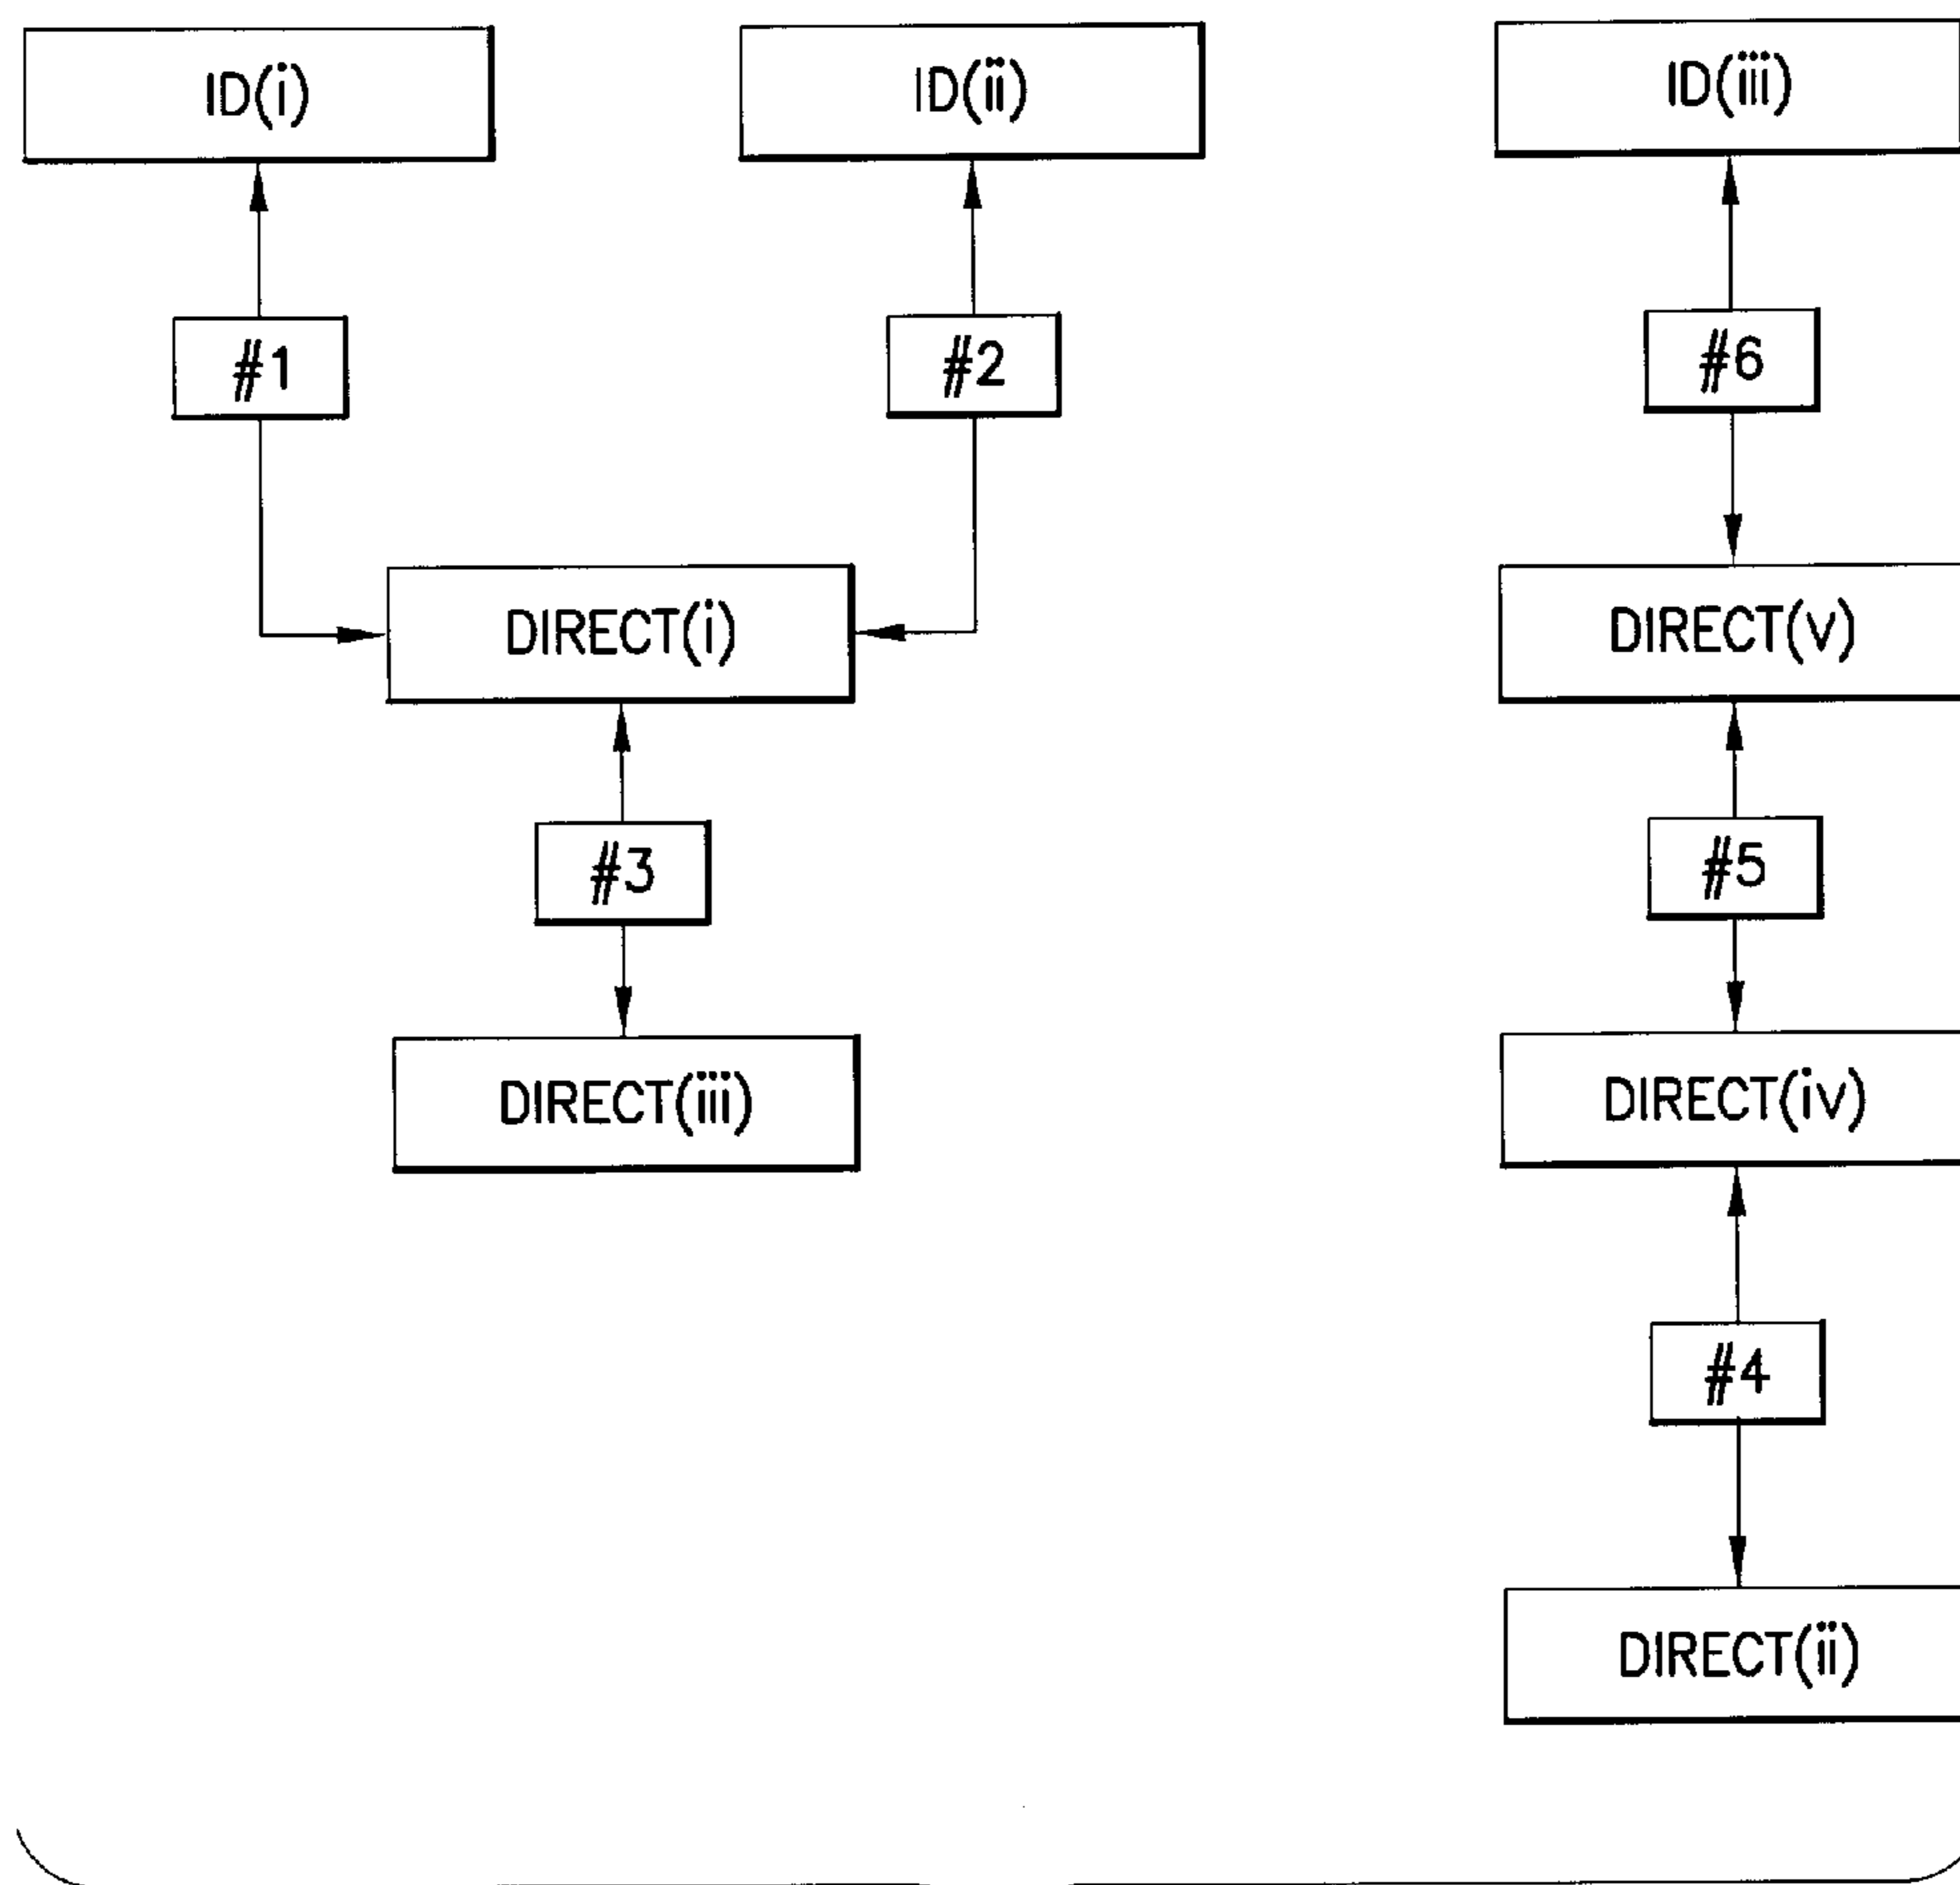 ID(i)
ID(ii)
ID(iii)
#1
#2
#6
DIRECT(i)
DIRECT(v)
#3
#5
DIRECT(iii)
DIRECT(iv)
#4
DIRECT(ii)